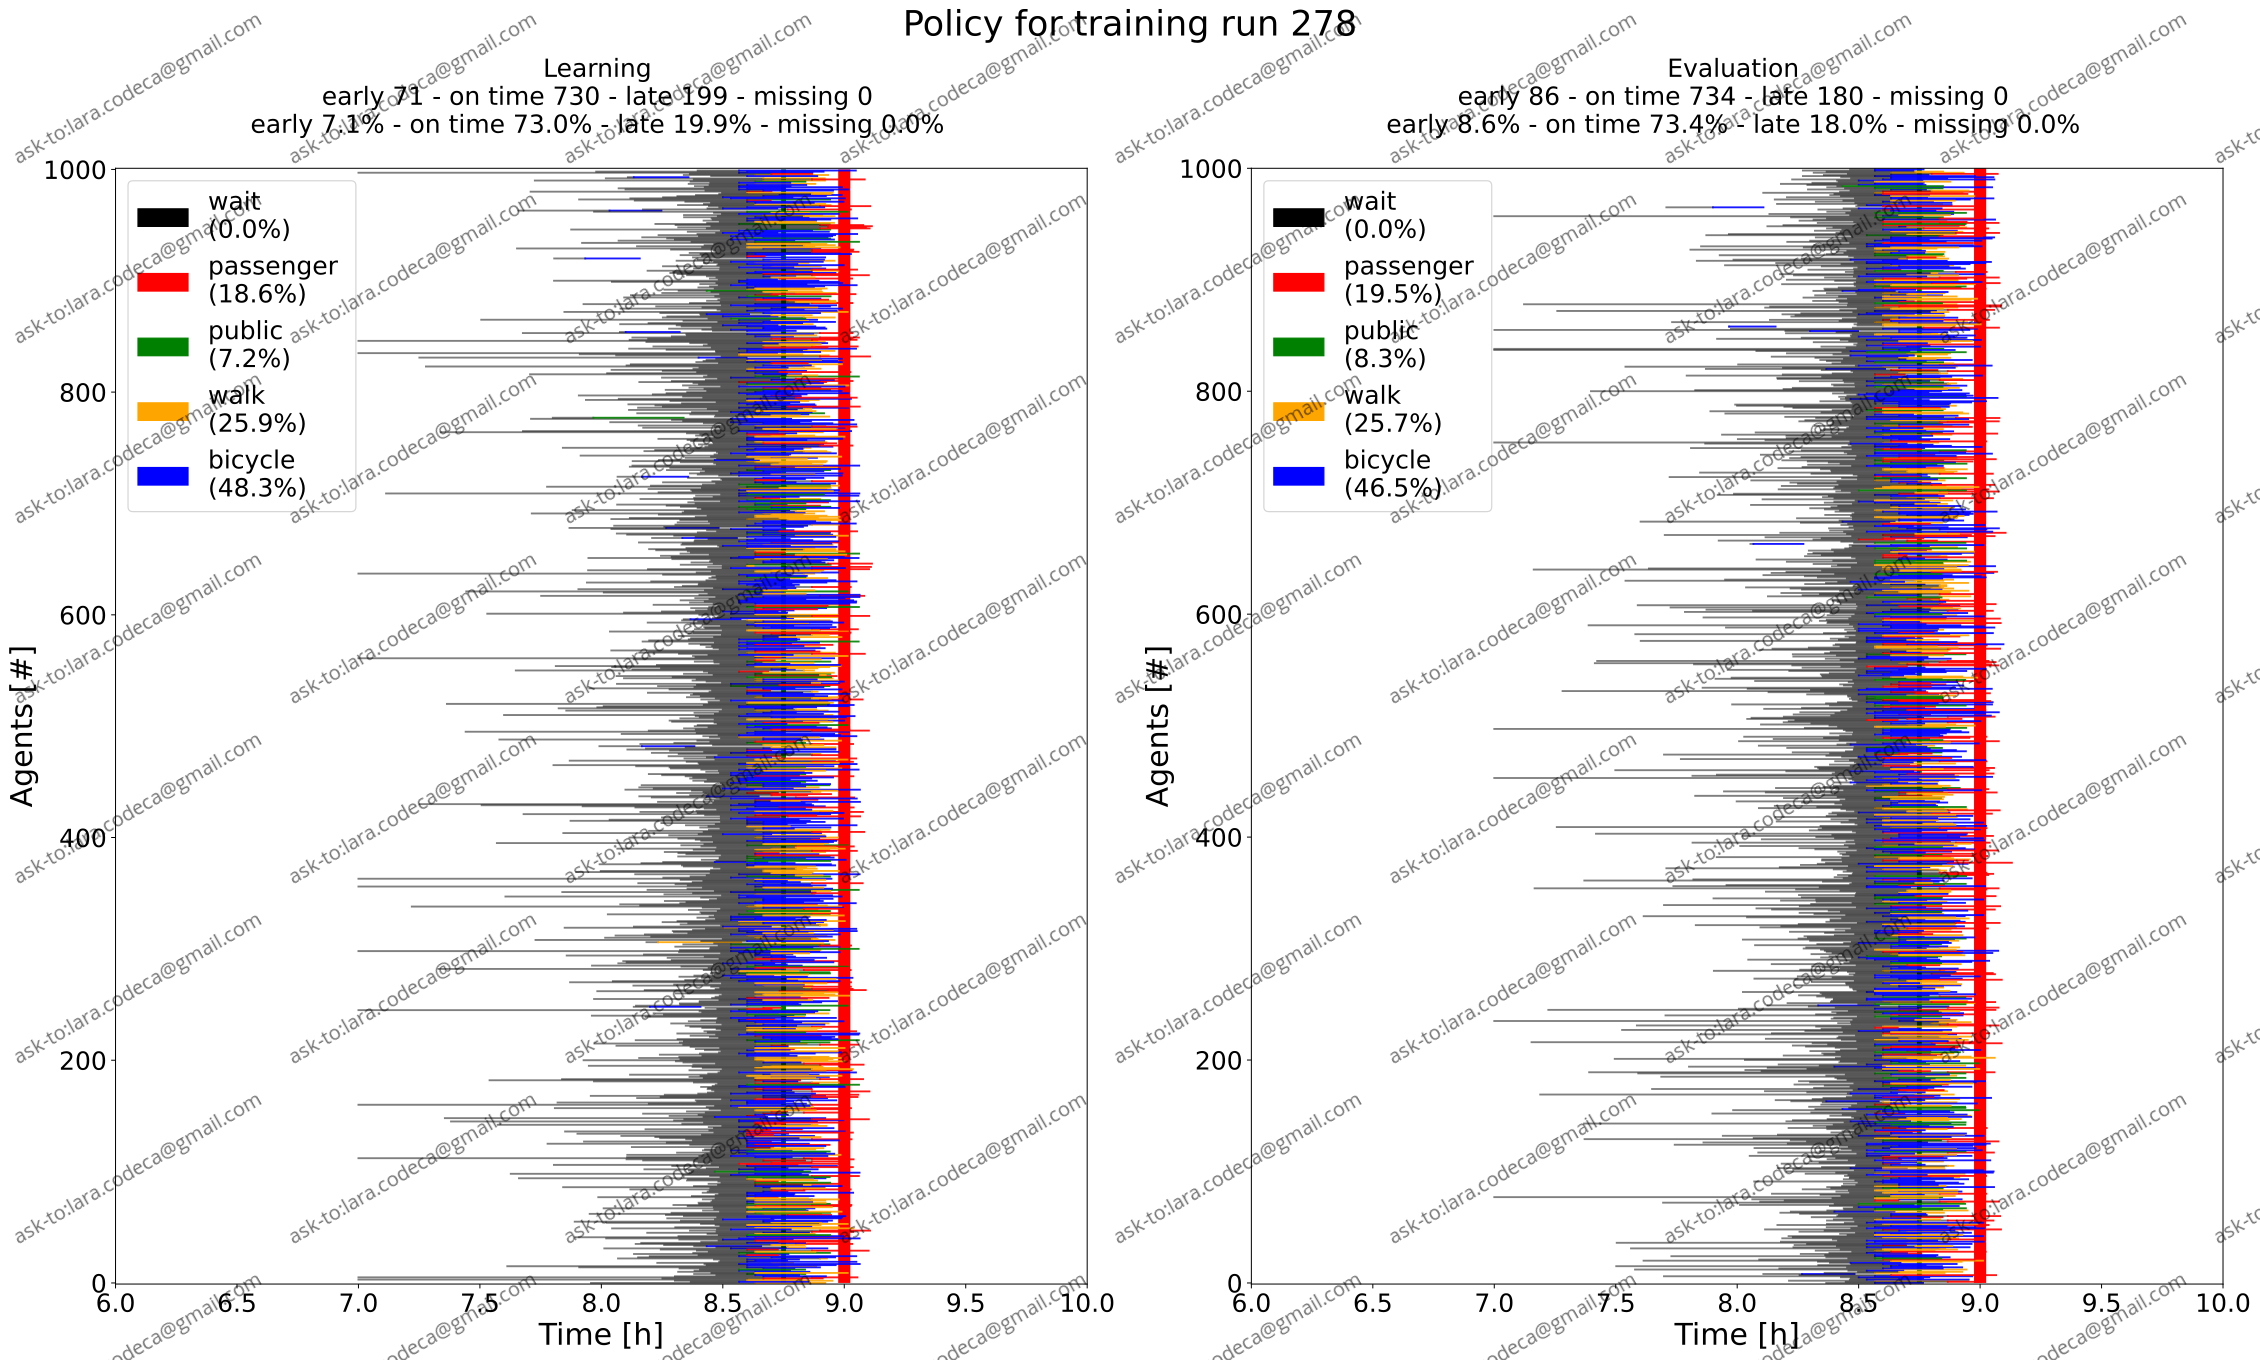 Policy for training run 278
Learning
early 71 - on time 730 - late 199 - missing 0
early 7.1% - on time 73.0% - late 19.9% - missing 0.0%
1000
800
600
400
200
0
Agents [#]
wait
(0.0%)
passenger
(18.6%)
public
(7.2%)
walk
(25.9%)
bicycle
(48.3%)
6.0 6.5 7.0 7.5 8.0 8.5 9.0 9.5 10.0
Time [h]
Evaluation
early 86 - on time 734 - late 180 - missing 0
early 8.6% - on time 73.4% - late 18.0% - missing 0.0%
1000
800
600
400
200
0
Agents [#]
wait
(0.0%)
passenger
(19.5%)
public
(8.3%)
walk
(25.7%)
bicycle
(46.5%)
6.0 6.5 7.0 7.5 8.0 8.5 9.0 9.5 10.0
Time [h]
ask-to:lara.codeca@gmail.com